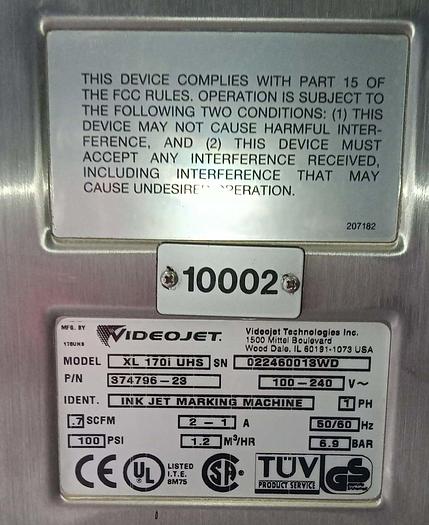 THIS DEVICE COMPLIES WITH PART 15 OF
THE FCC RULES. OPERATION IS SUBJECT TO
THE FOLLOWING TWO CONDITIONS: (1) THIS
DEVICE MAY NOT CAUSE HARMFUL INTER-
FERENCE, AND (2) THIS DEVICE MUST
ACCEPT ANY INTERFERENCE RECEIVED,
INCLUDING INTERFERENCE THAT MAY
CAUSE UNDESIRED OPERATION.
207182
10002
MFG. BY
178UHS
VIDEOJET.
Videojet Technologies Inc.
1500 Mittel Boulevard
Wood Dale, IL 60191-1073 USA
MODEL XL 170i UHS SN 022460013WD
P/N 374796-23 100-240 V~
IDENT. INK JET MARKING MACHINE 1 PH
.7 SCFM 2 - 1 A 50/60 Hz
100 PSI 1.2 M³/HR 6.9 BAR
CE UL LISTED
I.T.E.
8M75
SA
TÜV
PRODUCT SERVICE
GS